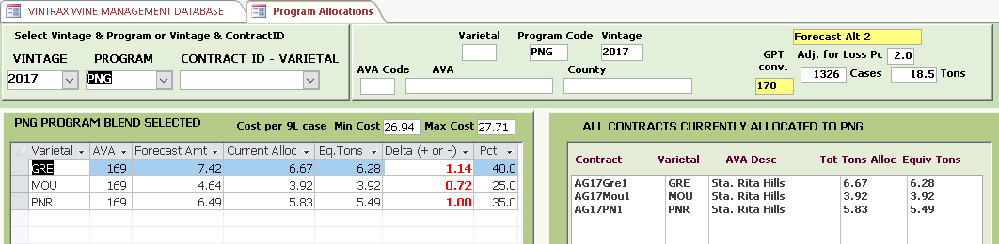 VINTRAX WINE MANAGEMENT DATABASE Program Allocations
Select Vintage & Program or Vintage & ContractID
VINTAGE PROGRAM CONTRACT ID - VARIETAL
2017 PNG
Varietal Program Code Vintage
PNG 2017
AVA Code AVA County
Forecast Alt 2
GPT conv. Adj. for Loss Pc 2.0
170 1326 Cases 18.5 Tons
PNG PROGRAM BLEND SELECTED Cost per 9L case Min Cost 26.94 Max Cost 27.71
Varietal AVA Forecast Amt Current Alloc Eq.Tons Delta (+ or -) Pct
GRE 169 7.42 6.67 6.28 1.14 40.0
MOU 169 4.64 3.92 3.92 0.72 25.0
PNR 169 6.49 5.83 5.49 1.00 35.0
ALL CONTRACTS CURRENTLY ALLOCATED TO PNG
Contract Varietal AVA Desc Tot Tons Alloc Equiv Tons
AG17Gre1 GRE Sta. Rita Hills 6.67 6.28
AG17Mou1 MOU Sta. Rita Hills 3.92 3.92
AG17PN1 PNR Sta. Rita Hills 5.83 5.49